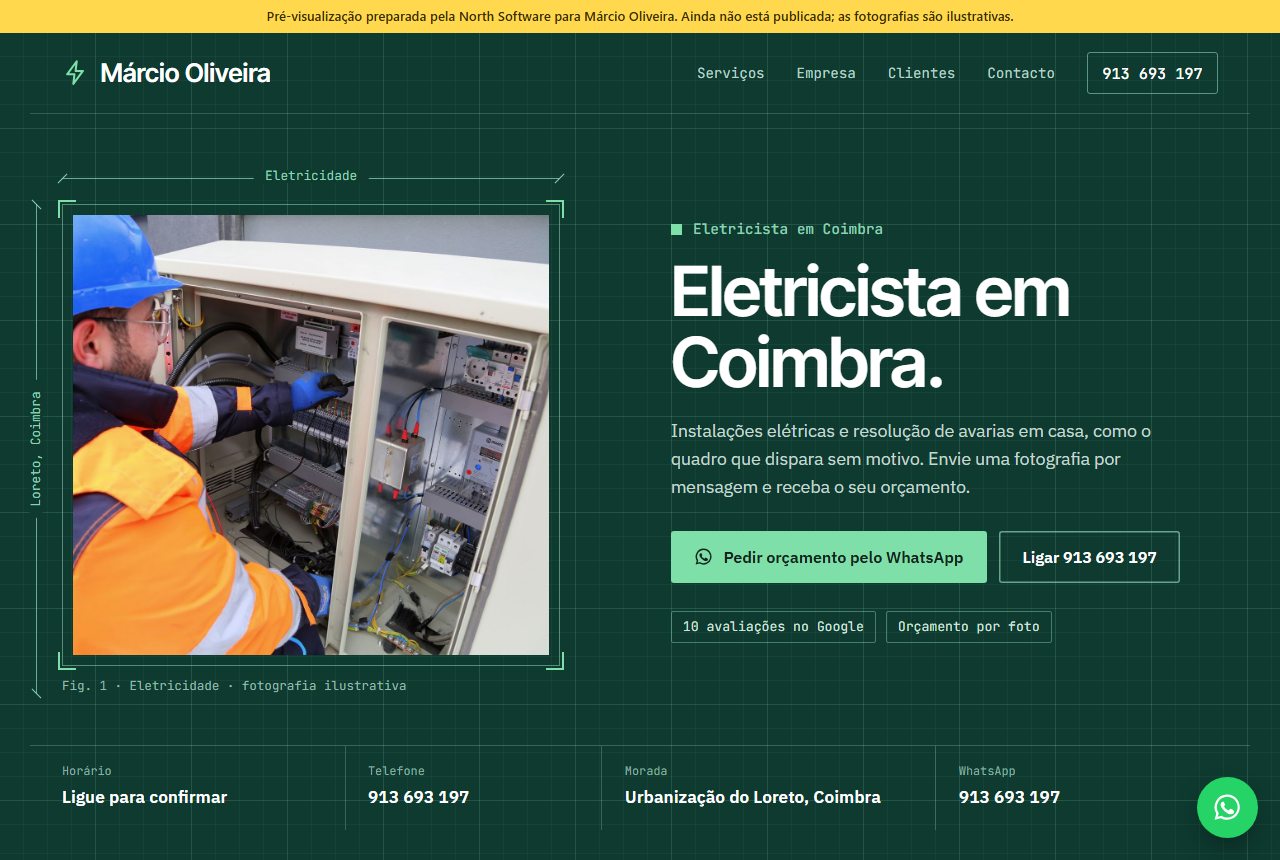 Pré-visualização preparada pela North Software para Márcio Oliveira. Ainda não está publicada; as fotografias são ilustrativas.
Márcio Oliveira
Serviços
Empresa
Clientes
Contacto
913 693 197
Eletricidade
Loreto, Coimbra
Fig. 1 · Eletricidade · fotografia ilustrativa
Eletricista em Coimbra
Eletricista em
Coimbra.
Instalações elétricas e resolução de avarias em casa, como o
quadro que dispara sem motivo. Envie uma fotografia por
mensagem e receba o seu orçamento.
Pedir orçamento pelo WhatsApp
Ligar 913 693 197
10 avaliações no Google
Orçamento por foto
Horário
Ligue para confirmar
Telefone
913 693 197
Morada
Urbanização do Loreto, Coimbra
WhatsApp
913 693 197